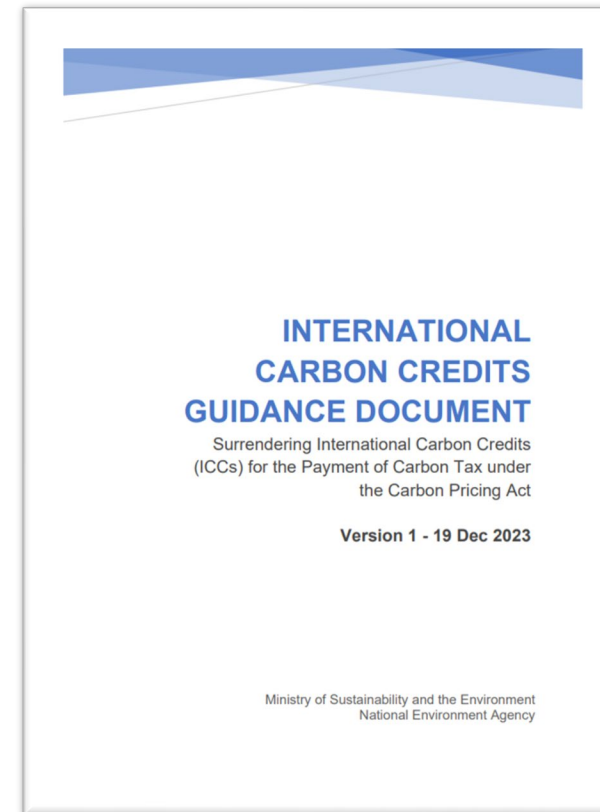 INTERNATIONAL
CARBON CREDITS
GUIDANCE DOCUMENT
Surrendering International Carbon Credits
(ICCs) for the Payment of Carbon Tax under
the Carbon Pricing Act
Version 1 - 19 Dec 2023
Ministry of Sustainability and the Environment
National Environment Agency